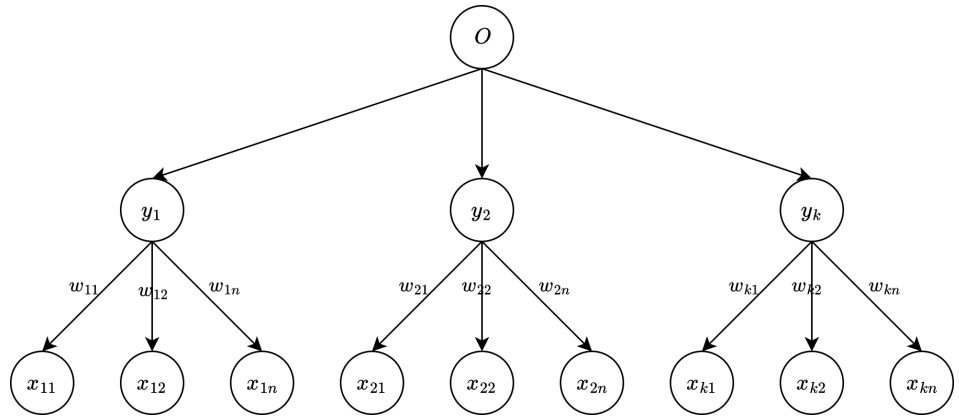 O
y₁ y₂ yₖ
w₁₁ w₁₂ w₁ₙ w₂₁ w₂₂ w₂ₙ wₖ₁ wₖ₂ wₖₙ
x₁₁ x₁₂ x₁ₙ x₂₁ x₂₂ x₂ₙ xₖ₁ xₖ₂ xₖₙ